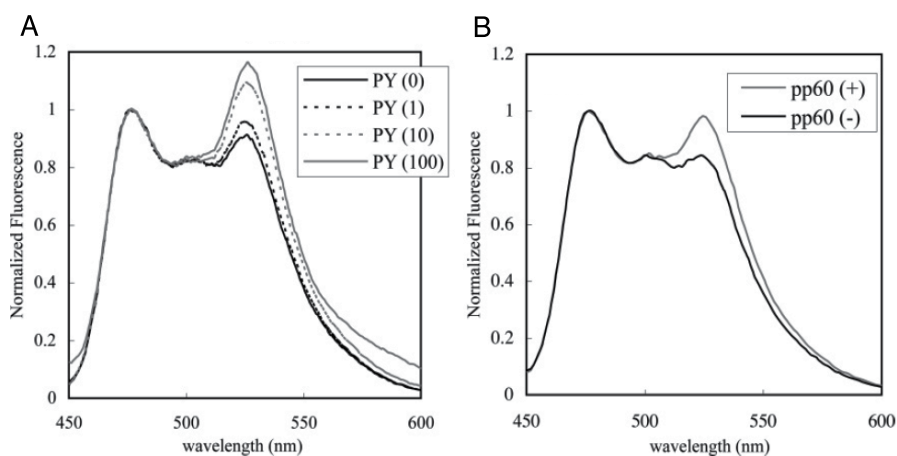 A
1.2
1
0.8
0.6
0.4
0.2
0
Normalized Fluorescence
450 500 550 600
wavelength (nm)
PY (0)
PY (1)
PY (10)
PY (100)
B
1.2
1
0.8
0.6
0.4
0.2
0
Normalized Fluorescence
450 500 550 600
wavelength (nm)
pp60 (+)
pp60 (-)